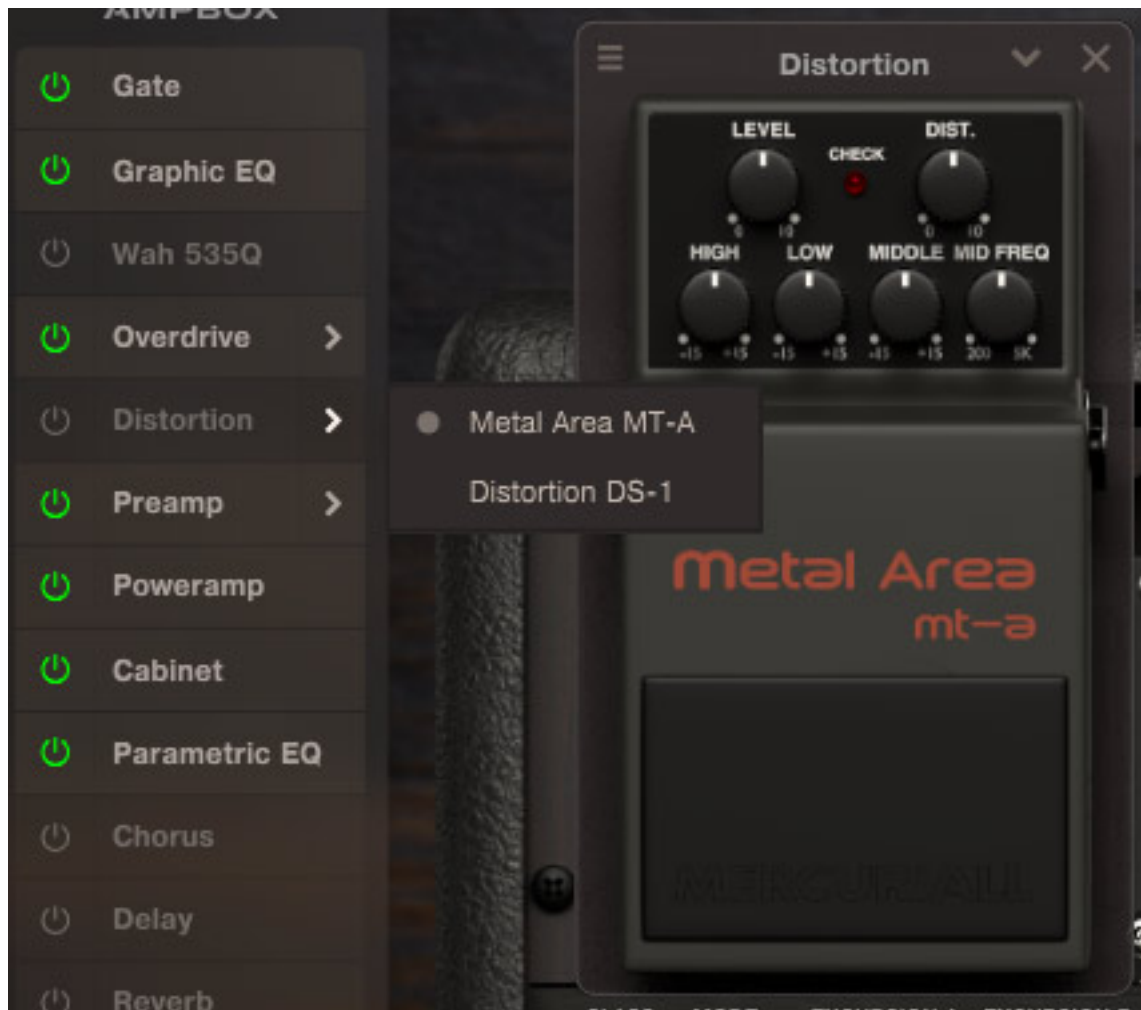 AMPBOX
Gate
Graphic EQ
Wah 535Q
Overdrive
Distortion
Preamp
Poweramp
Cabinet
Parametric EQ
Chorus
Delay
Reverb
Metal Area MT-A
Distortion DS-1
Distortion
LEVEL CHECK DIST.
0 10 0 10
HIGH LOW MIDDLE MID FREQ
-15 +15 -15 +15 -15 +15 200 5K
Metal Area
mt-a
MERCURIALL